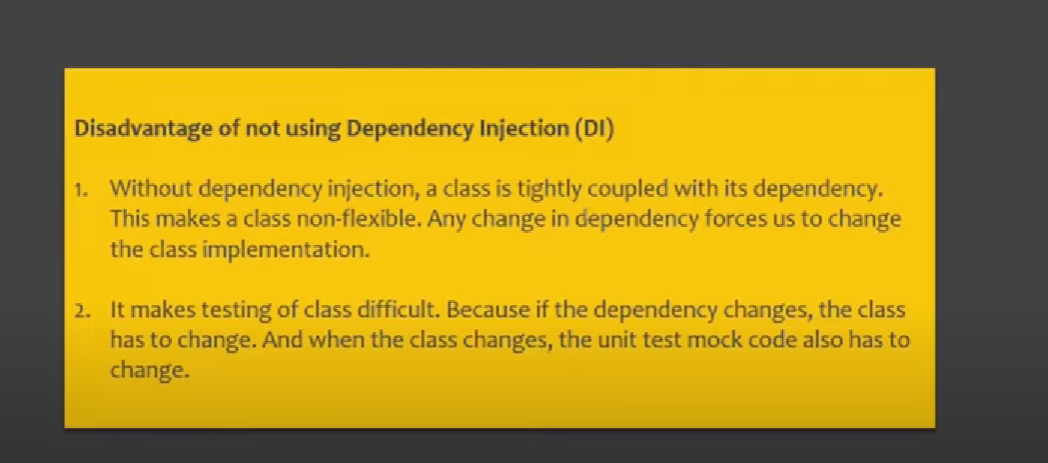 Disadvantage of not using Dependency Injection (DI)
1. Without dependency injection, a class is tightly coupled with its dependency.
This makes a class non-flexible. Any change in dependency forces us to change
the class implementation.
2. It makes testing of class difficult. Because if the dependency changes, the class
has to change. And when the class changes, the unit test mock code also has to
change.